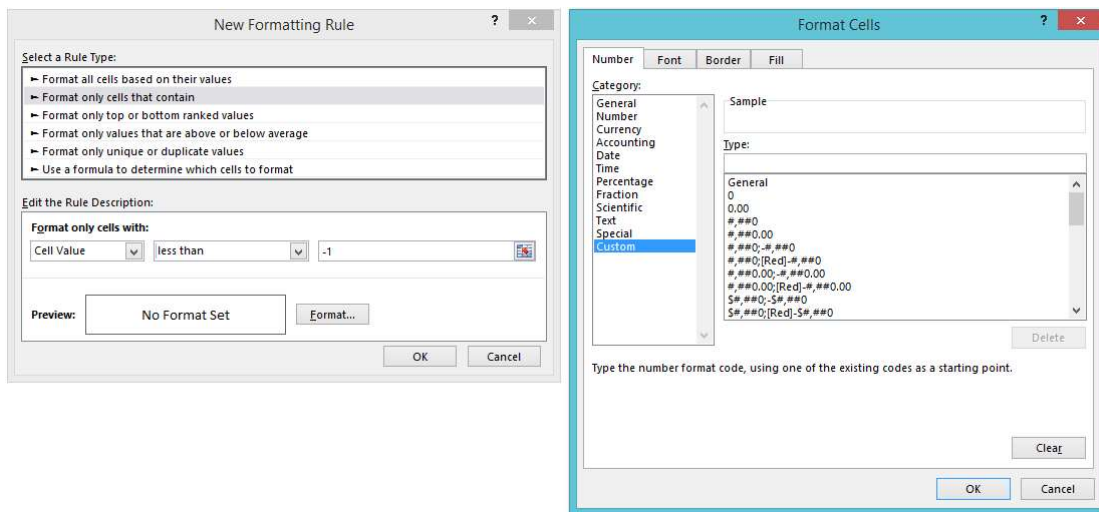 New Formatting Rule
?
Select a Rule Type:
► Format all cells based on their values
► Format only cells that contain
► Format only top or bottom ranked values
► Format only values that are above or below average
► Format only unique or duplicate values
► Use a formula to determine which cells to format
Edit the Rule Description:
Format only cells with:
Cell Value less than -1
Preview: No Format Set Format...
OK Cancel
Format Cells
?
Number Font Border Fill
Category:
General
Number
Currency
Accounting
Date
Time
Percentage
Fraction
Scientific
Text
Special
Custom
Sample
Type:
General
0
0.00
#,##0
#,##0.00
#,##0;-#,##0
#,##0;[Red]-#,##0
#,##0.00;-#,##0.00
#,##0.00;[Red]-#,##0.00
$#,##0;-$#,##0
$#,##0;[Red]-$#,##0
Delete
Type the number format code, using one of the existing codes as a starting point.
Clear
OK Cancel